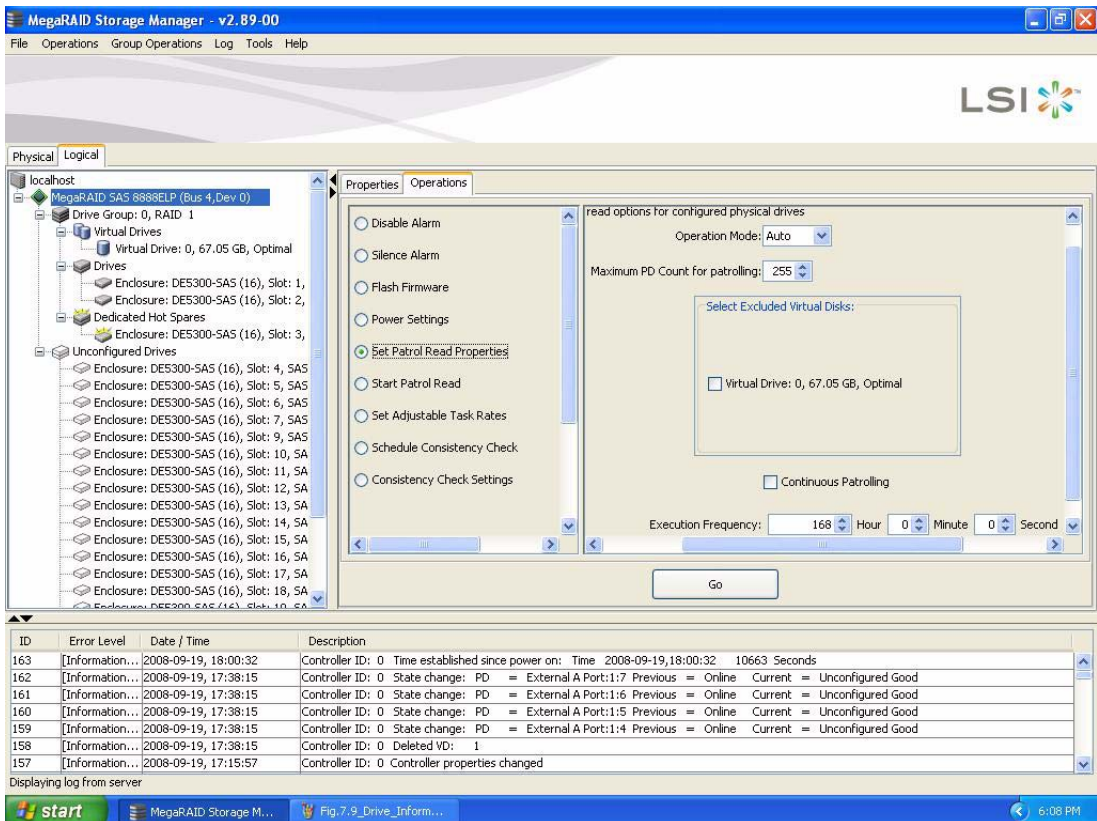 MegaRAID Storage Manager - v2.89-00
File Operations Group Operations Log Tools Help
LSI
Physical Logical
localhost
MegaRAID SAS 8888ELP (Bus 4,Dev 0)
Drive Group: 0, RAID 1
Virtual Drives
Virtual Drive: 0, 67.05 GB, Optimal
Drives
Enclosure: DE5300-SAS (16), Slot: 1,
Enclosure: DE5300-SAS (16), Slot: 2,
Dedicated Hot Spares
Enclosure: DE5300-SAS (16), Slot: 3,
Unconfigured Drives
Enclosure: DE5300-SAS (16), Slot: 4, SAS
Enclosure: DE5300-SAS (16), Slot: 5, SAS
Enclosure: DE5300-SAS (16), Slot: 6, SAS
Enclosure: DE5300-SAS (16), Slot: 7, SAS
Enclosure: DE5300-SAS (16), Slot: 9, SAS
Enclosure: DE5300-SAS (16), Slot: 10, SA
Enclosure: DE5300-SAS (16), Slot: 11, SA
Enclosure: DE5300-SAS (16), Slot: 12, SA
Enclosure: DE5300-SAS (16), Slot: 13, SA
Enclosure: DE5300-SAS (16), Slot: 14, SA
Enclosure: DE5300-SAS (16), Slot: 15, SA
Enclosure: DE5300-SAS (16), Slot: 16, SA
Enclosure: DE5300-SAS (16), Slot: 17, SA
Enclosure: DE5300-SAS (16), Slot: 18, SA
Enclosure: DE5300-SAS (16), Slot: 19, SA
Properties Operations
Disable Alarm
Silence Alarm
Flash Firmware
Power Settings
Set Patrol Read Properties
Start Patrol Read
Set Adjustable Task Rates
Schedule Consistency Check
Consistency Check Settings
read options for configured physical drives
Operation Mode: Auto
Maximum PD Count for patrolling: 255
Select Excluded Virtual Disks:
Virtual Drive: 0, 67.05 GB, Optimal
Continuous Patrolling
Execution Frequency: 168 Hour 0 Minute 0 Second
Go
ID Error Level Date / Time Description
163 [Information... 2008-09-19, 18:00:32 Controller ID: 0 Time established since power on: Time 2008-09-19,18:00:32 10663 Seconds
162 [Information... 2008-09-19, 17:38:15 Controller ID: 0 State change: PD = External A Port:1:7 Previous = Online Current = Unconfigured Good
161 [Information... 2008-09-19, 17:38:15 Controller ID: 0 State change: PD = External A Port:1:6 Previous = Online Current = Unconfigured Good
160 [Information... 2008-09-19, 17:38:15 Controller ID: 0 State change: PD = External A Port:1:5 Previous = Online Current = Unconfigured Good
159 [Information... 2008-09-19, 17:38:15 Controller ID: 0 State change: PD = External A Port:1:4 Previous = Online Current = Unconfigured Good
158 [Information... 2008-09-19, 17:38:15 Controller ID: 0 Deleted VD: 1
157 [Information... 2008-09-19, 17:15:57 Controller ID: 0 Controller properties changed
Displaying log from server
start MegaRAID Storage M... Fig.7.9_Drive_Inform... 6:08 PM